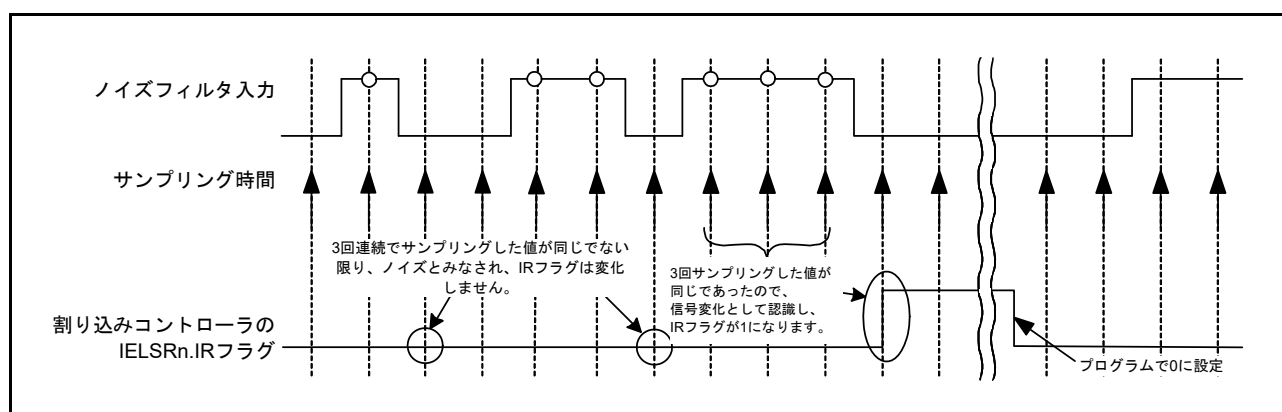 ノイズフィルタ入力
サンプリング時間
3回連続でサンプリングした値が同じでない
限り、ノイズとみなされ、IRフラグは変化
しません。
3回サンプリングした値が
同じであったので、
信号変化として認識し、
IRフラグが1になります。
割り込みコントローラの
IELSRn.IRフラグ
プログラムで0に設定